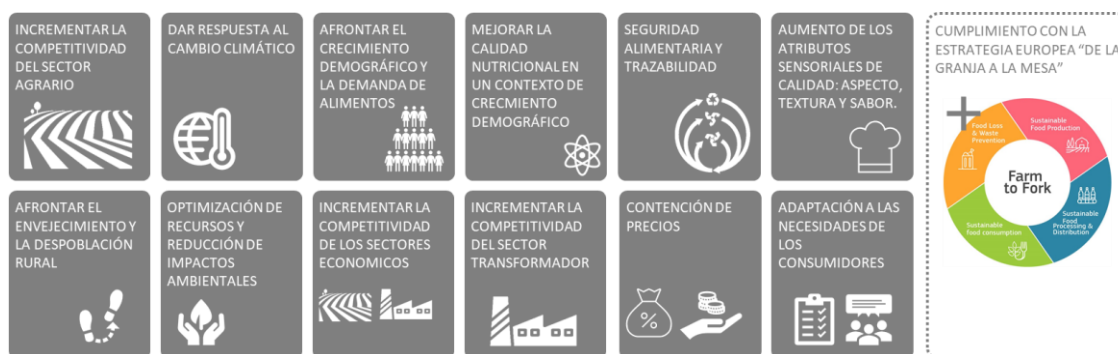 INCREMENTAR LA
COMPETITIVIDAD
DEL SECTOR
AGRARIO
DAR RESPUESTA AL
CAMBIO CLIMÁTICO
AFRONTAR EL
CRECIMIENTO
DEMOGRÁFICO Y
LA DEMANDA DE
ALIMENTOS
MEJORAR LA
CALIDAD
NUTRICIONAL EN
UN CONTEXTO DE
CRECMIENTO
DEMOGRÁFICO
SEGURIDAD
ALIMENTARIA Y
TRAZABILIDAD
AUMENTO DE LOS
ATRIBUTOS
SENSORIALES DE
CALIDAD: ASPECTO,
TEXTURA Y SABOR.
CUMPLIMIENTO CON LA
ESTRATEGIA EUROPEA “DE LA
GRANJA A LA MESA”
Food Loss
& Waste
Prevention
Sustainable
Food Production
Farm
to Fork
Sustainable
food consumption
Sustainable
Food
Processing &
Distribution
AFRONTAR EL
ENVEJECIMIENTO Y
LA DESPOBLACIÓN
RURAL
OPTIMIZACIÓN DE
RECURSOS Y
REDUCCIÓN DE
IMPACTOS
AMBIENTALES
INCREMENTAR LA
COMPETITIVIDAD
DE LOS SECTORES
ECONOMICOS
INCREMENTAR LA
COMPETITIVIDAD
DEL SECTOR
TRANSFORMADOR
CONTENCIÓN DE
PRECIOS
%
ADAPTACIÓN A LAS
NECESIDADES DE
LOS
CONSUMIDORES